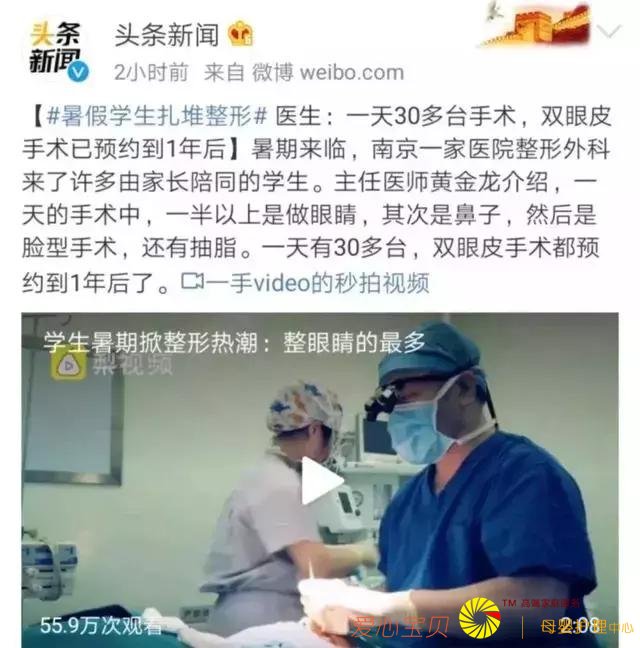 头条
新闻
头条新闻
2小时前 来自 微博 weibo.com
【#暑假学生扎堆整形# 医生：一天30多台手术，双眼皮
手术已预约到1年后】暑期来临，南京一家医院整形外科
来了许多由家长陪同的学生。主任医师黄金龙介绍，一
天的手术中，一半以上是做眼睛，其次是鼻子，然后是
脸型手术，还有抽脂。一天有30多台，双眼皮手术都预
约到1年后了。一手video的秒拍视频
学生暑期掀整形热潮：整眼睛的最多
梨视频
55.9万次观看
2:08
爱心宝贝
TM
母婴护理中心